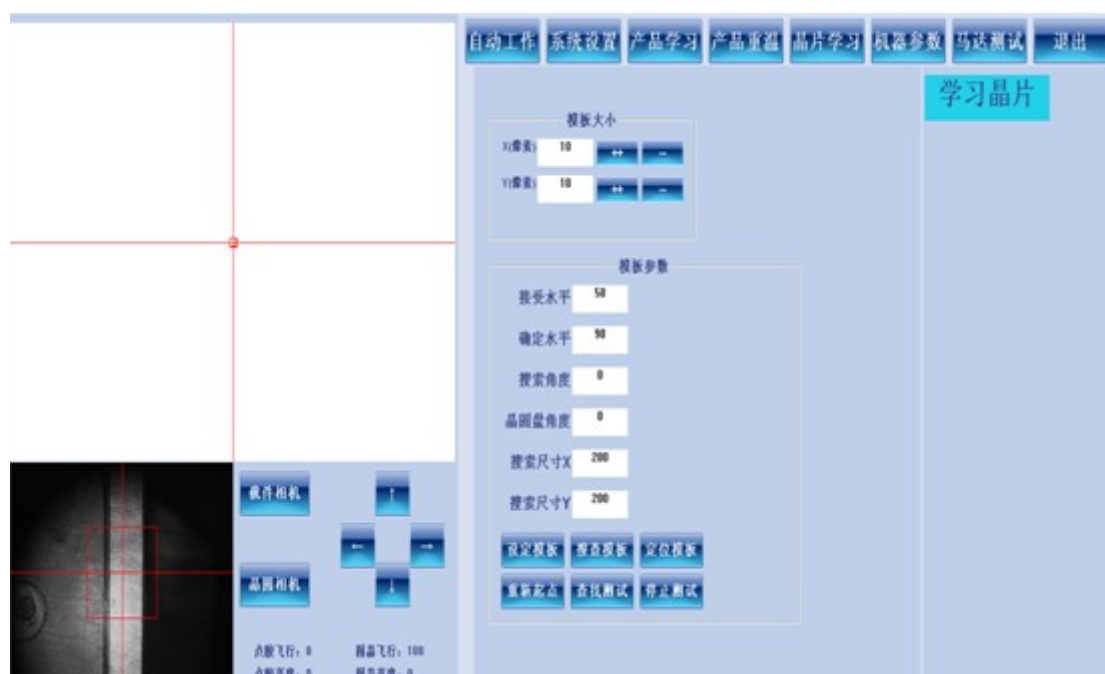 自动工作 系统设置 产品学习 产品重温 晶片学习 机器参数 马达测试 退出
学习晶片
模板大小
X(像素) 10 ++ -
Y(像素) 10 ++ -
模板参数
接受水平 50
确定水平 90
搜索角度 0
晶圆盘角度 0
搜索尺寸X 200
搜索尺寸Y 200
设定模板 搜查模板 定位模板
重新起点 查找测试 停止测试
载件相机 ↑
← →
晶圆相机 ↓
点胶飞行: 0 圆晶飞行: 100